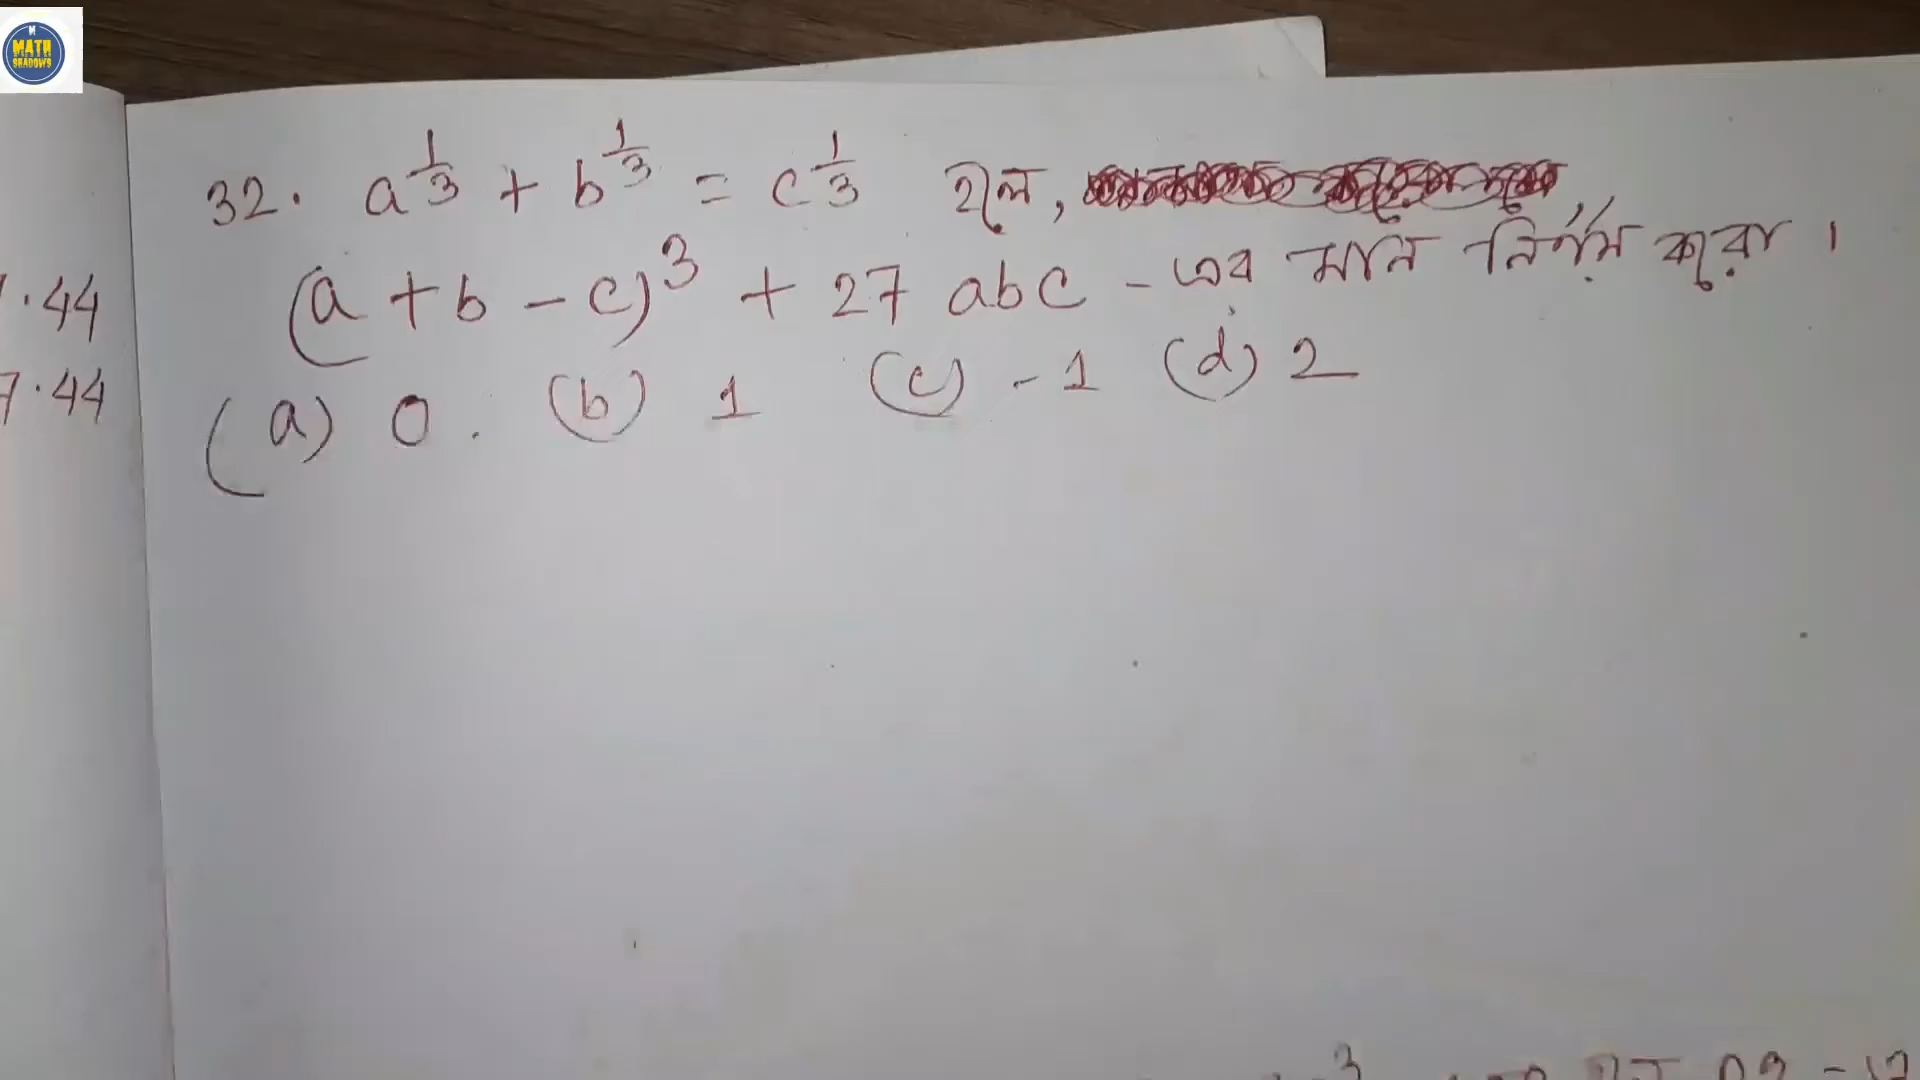 M
MATH
SHADOWS
32. a^{1/3} + b^{1/3} = c^{1/3} হলে,
(a + b - c)^3 + 27 abc - এর মান নির্ণয় করো।
(a) 0. (b) 1 (c) -1 (d) 2
.44
7.44